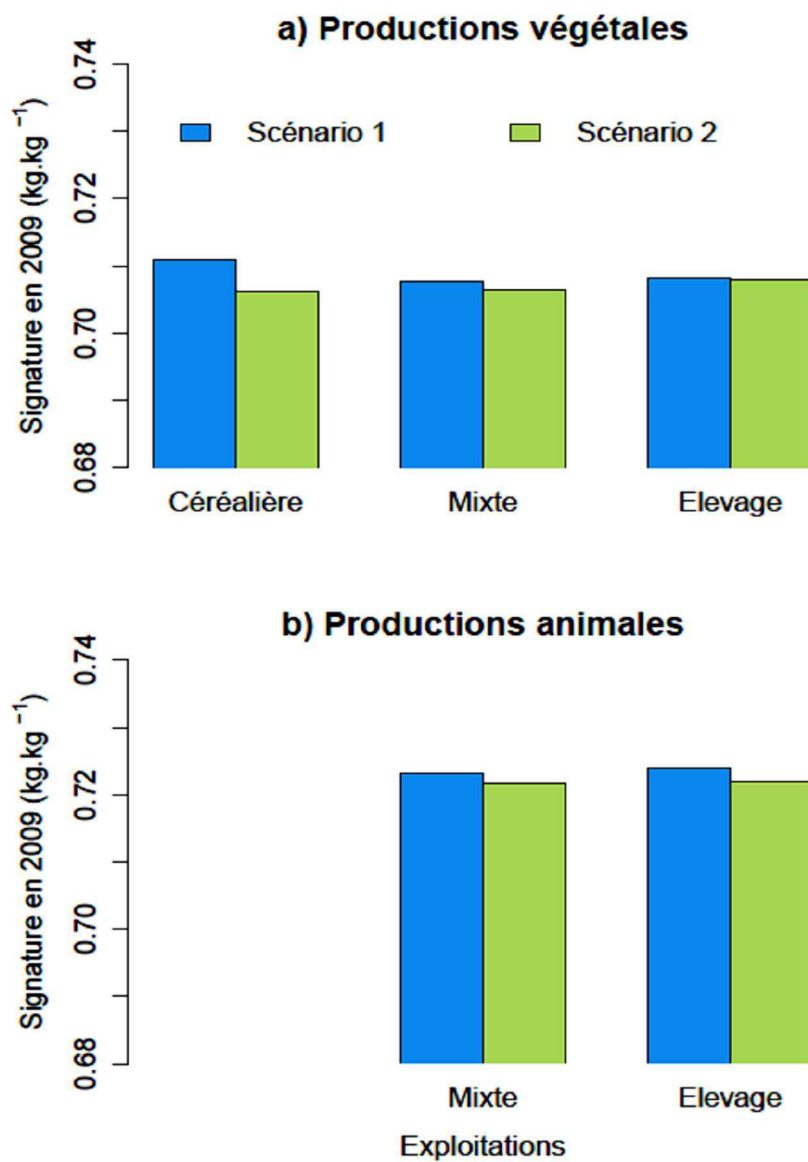 a) Productions végétales
Signature en 2009 (kg.kg⁻¹)
0.74
0.72
0.70
0.68
Scénario 1
Scénario 2
Céréalière
Mixte
Elevage
b) Productions animales
Signature en 2009 (kg.kg⁻¹)
0.74
0.72
0.70
0.68
Mixte
Elevage
Exploitations